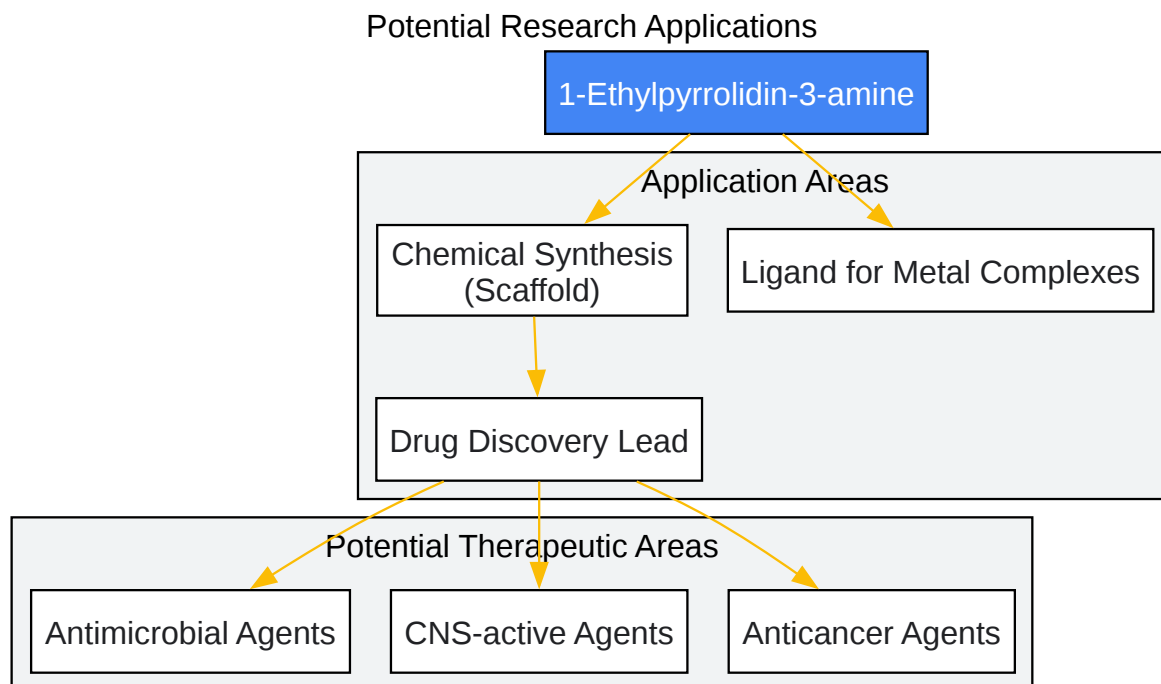 Potential Research Applications
1-Ethylpyrrolidin-3-amine
Application Areas
Chemical Synthesis
(Scaffold)
Ligand for Metal Complexes
Drug Discovery Lead
Potential Therapeutic Areas
Antimicrobial Agents
CNS-active Agents
Anticancer Agents